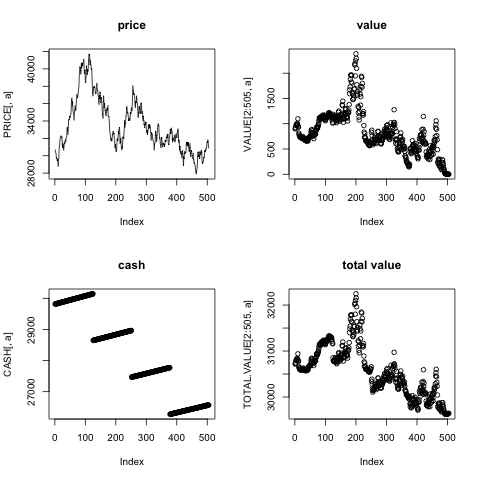 price
PRICE[, a]
28000 34000 40000
0 100 200 300 400 500
Index
value
VALUE[2:505, a]
0 500 1500
0 100 200 300 400 500
Index
cash
CASH[, a]
27000 29000
0 100 200 300 400 500
Index
total value
TOTAL.VALUE[2:505, a]
30000 31000 32000
0 100 200 300 400 500
Index